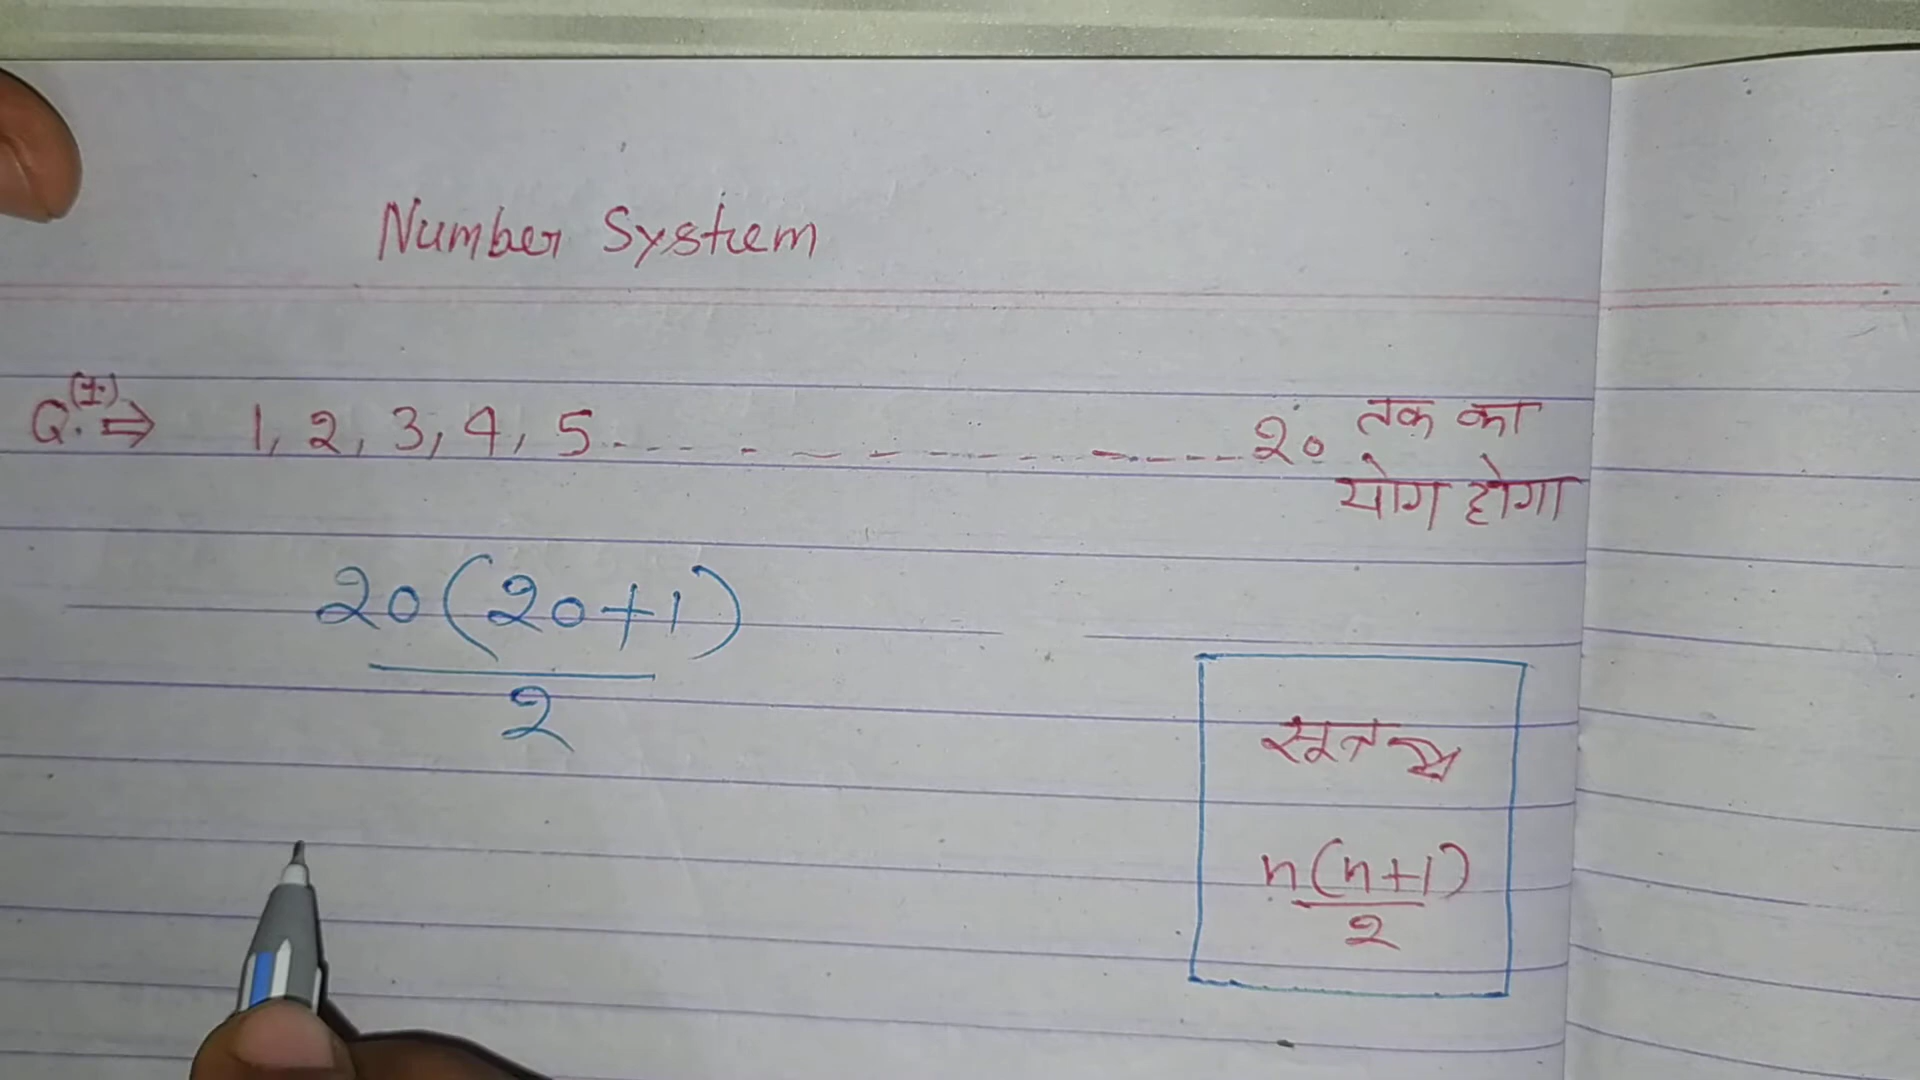 Number System
Q.(1.) ⇒ 1, 2, 3, 4, 5 ---------- 20 तक का
योग होगा
20(20+1)
2
सूत्र से
n(n+1)
2